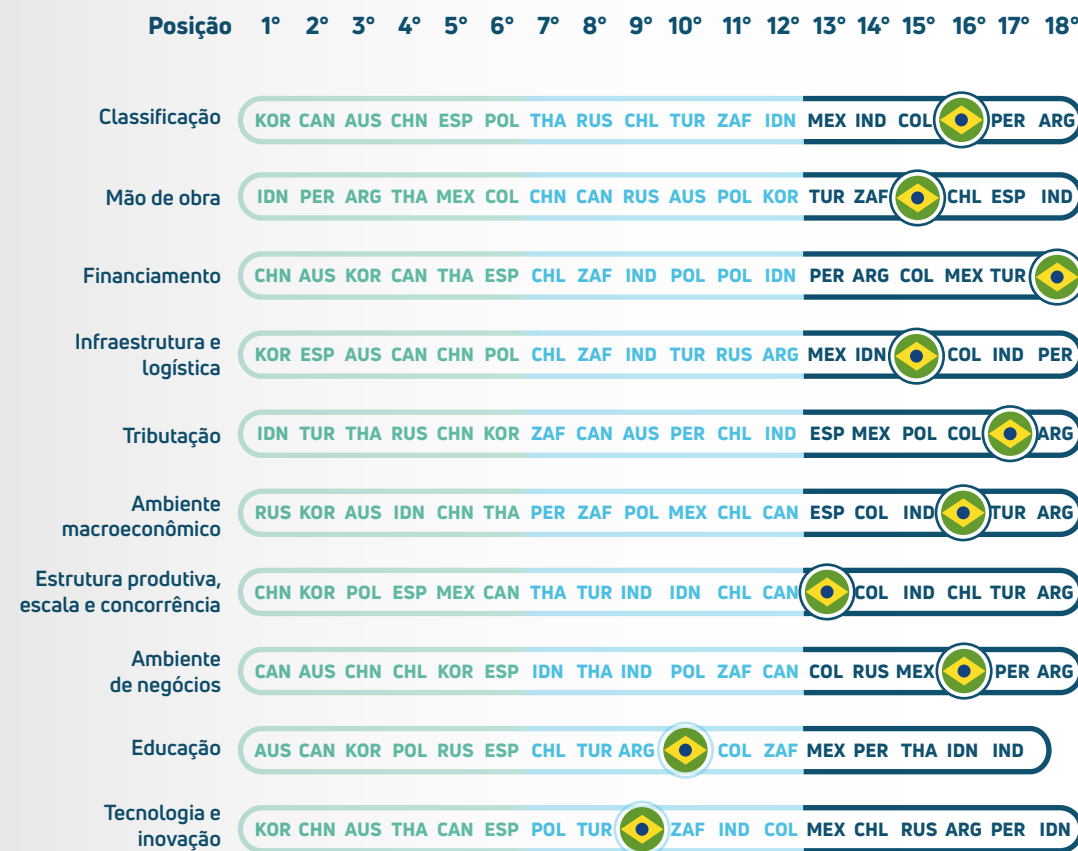 Posição 1° 2° 3° 4° 5° 6° 7° 8° 9° 10° 11° 12° 13° 14° 15° 16° 17° 18°
Classificação KOR CAN AUS CHN ESP POL THA RUS CHL TUR ZAF IDN MEX IND COL PER ARG
Mão de obra IDN PER ARG THA MEX COL CHN CAN RUS AUS POL KOR TUR ZAF CHL ESP IND
Financiamento CHN AUS KOR CAN THA ESP CHL ZAF IND POL POL IDN PER ARG COL MEX TUR
Infraestrutura e
logística KOR ESP AUS CAN CHN POL CHL ZAF IND TUR RUS ARG MEX IDN COL IND PER
Tributação IDN TUR THA RUS CHN KOR ZAF CAN AUS PER CHL IND ESP MEX POL COL ARG
Ambiente
macroeconômico RUS KOR AUS IDN CHN THA PER ZAF POL MEX CHL CAN ESP COL IND TUR ARG
Estrutura produtiva,
escala e concorrência CHN KOR POL ESP MEX CAN THA TUR IND IDN CHL CAN COL IND CHL TUR ARG
Ambiente
de negócios CAN AUS CHN CHL KOR ESP IDN THA IND POL ZAF CAN COL RUS MEX PER ARG
Educação AUS CAN KOR POL RUS ESP CHL TUR ARG COL ZAF MEX PER THA IDN IND
Tecnologia e
inovação KOR CHN AUS THA CAN ESP POL TUR ZAF IND COL MEX CHL RUS ARG PER IDN